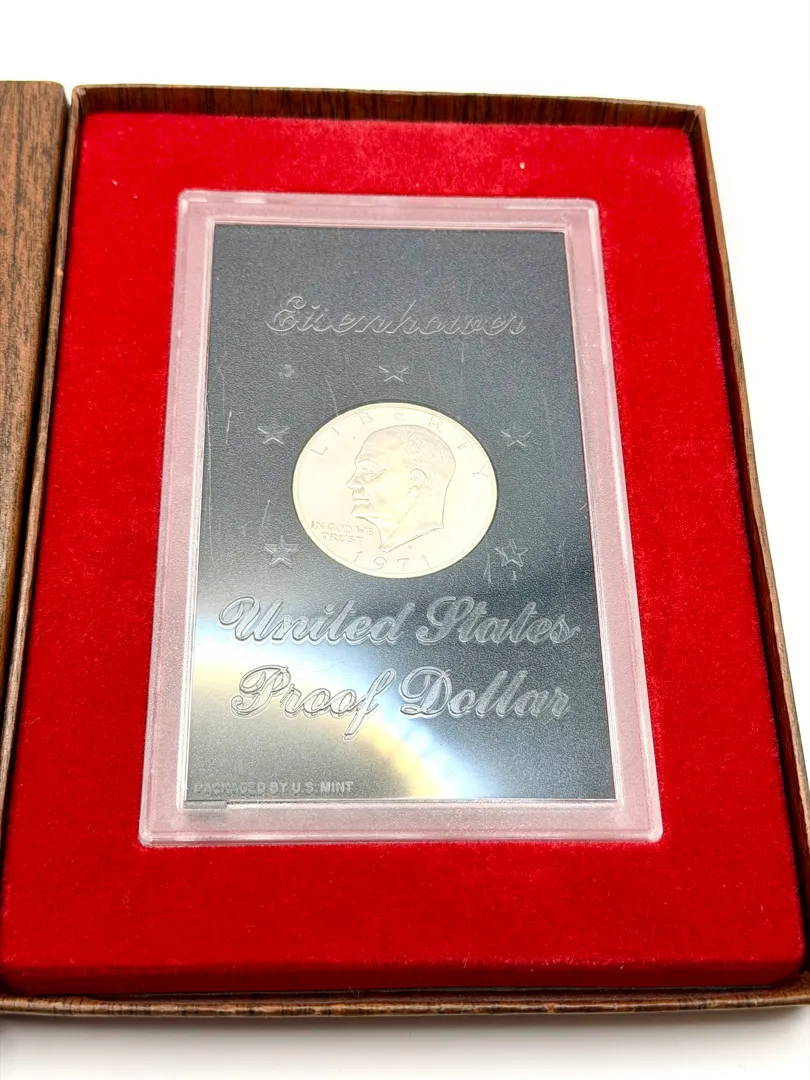 Eisenhower
LIBERTY
IN GOD WE
TRUST
1971
United States
Proof Dollar
PACKAGED BY U.S. MINT